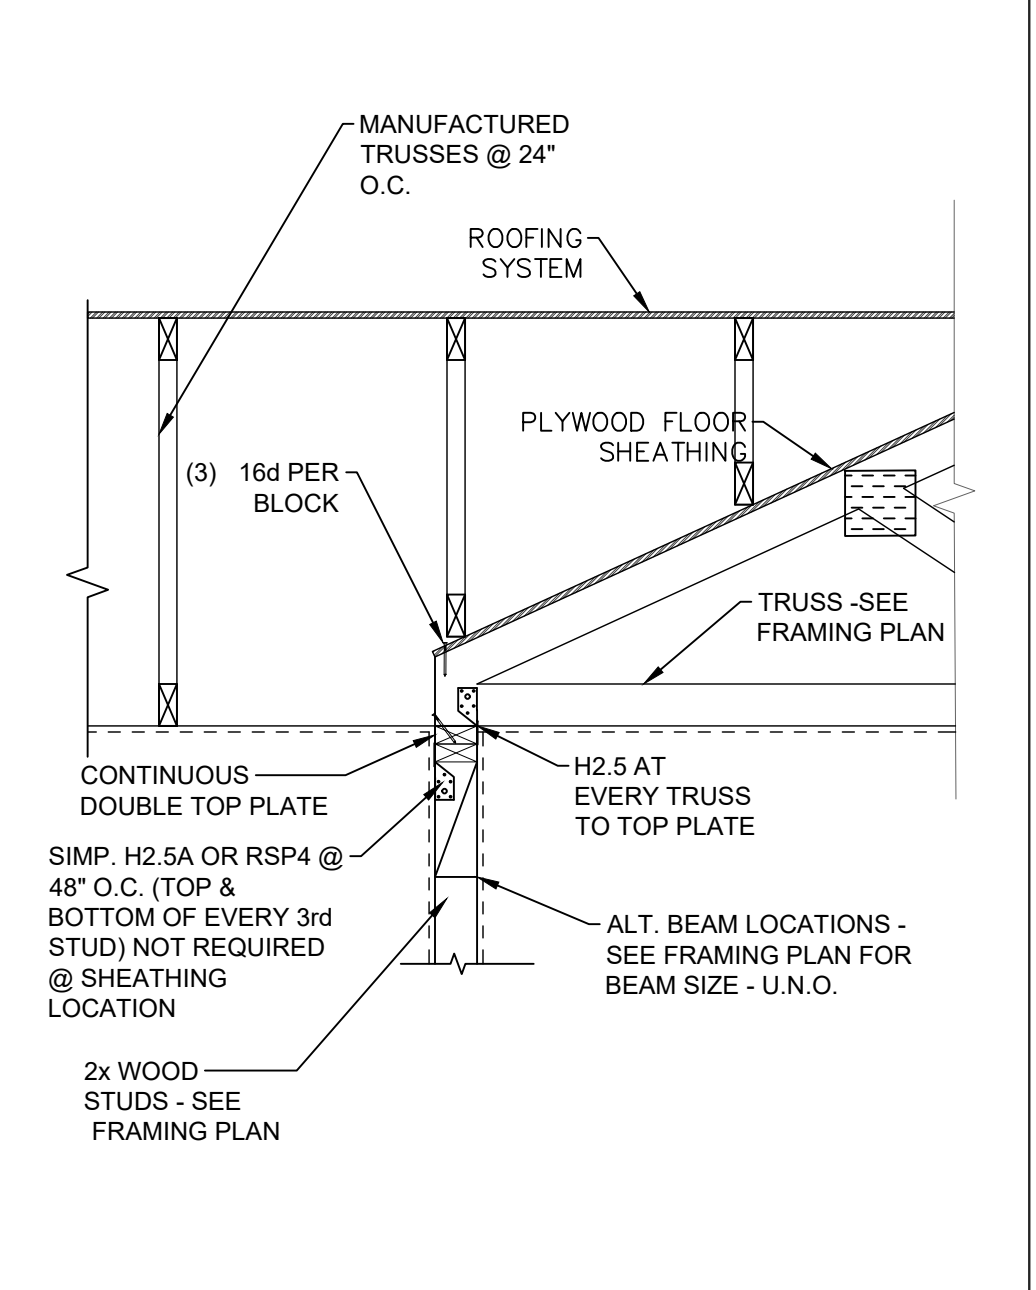 MANUFACTURED
TRUSSES @ 24"
O.C.
ROOFING
SYSTEM
PLYWOOD FLOOR
SHEATHING
(3) 16d PER
BLOCK
TRUSS -SEE
FRAMING PLAN
CONTINUOUS
DOUBLE TOP PLATE
H2.5 AT
EVERY TRUSS
TO TOP PLATE
SIMP. H2.5A OR RSP4 @
48" O.C. (TOP &
BOTTOM OF EVERY 3rd
STUD) NOT REQUIRED
@ SHEATHING
LOCATION
ALT. BEAM LOCATIONS -
SEE FRAMING PLAN FOR
BEAM SIZE - U.N.O.
2x WOOD
STUDS - SEE
FRAMING PLAN